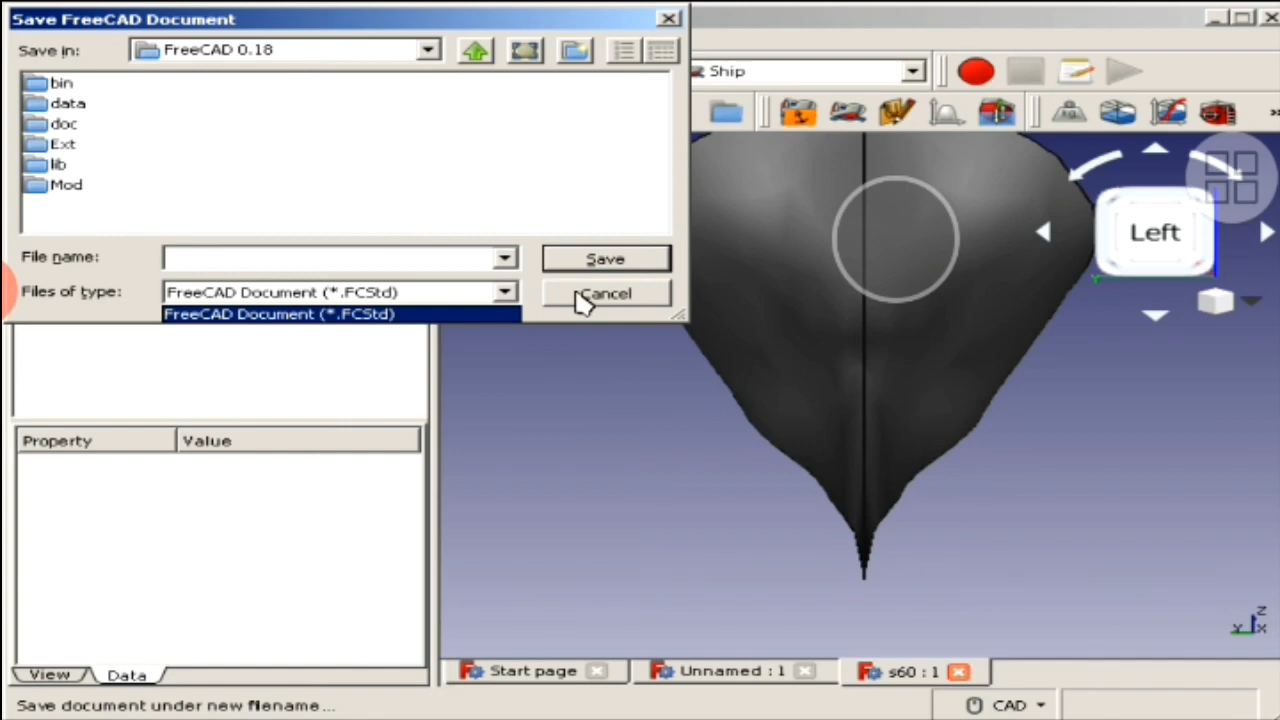 Save FreeCAD Document
Save in: FreeCAD 0.18
bin
data
doc
Ext
lib
Mod
File name: Save
Files of type: FreeCAD Document (*.FCStd) Cancel
FreeCAD Document (*.FCStd)
Ship
Left
Property Value
View Data
Start page Unnamed : 1 s60 : 1
Z
Y X
Save document under new filename... CAD